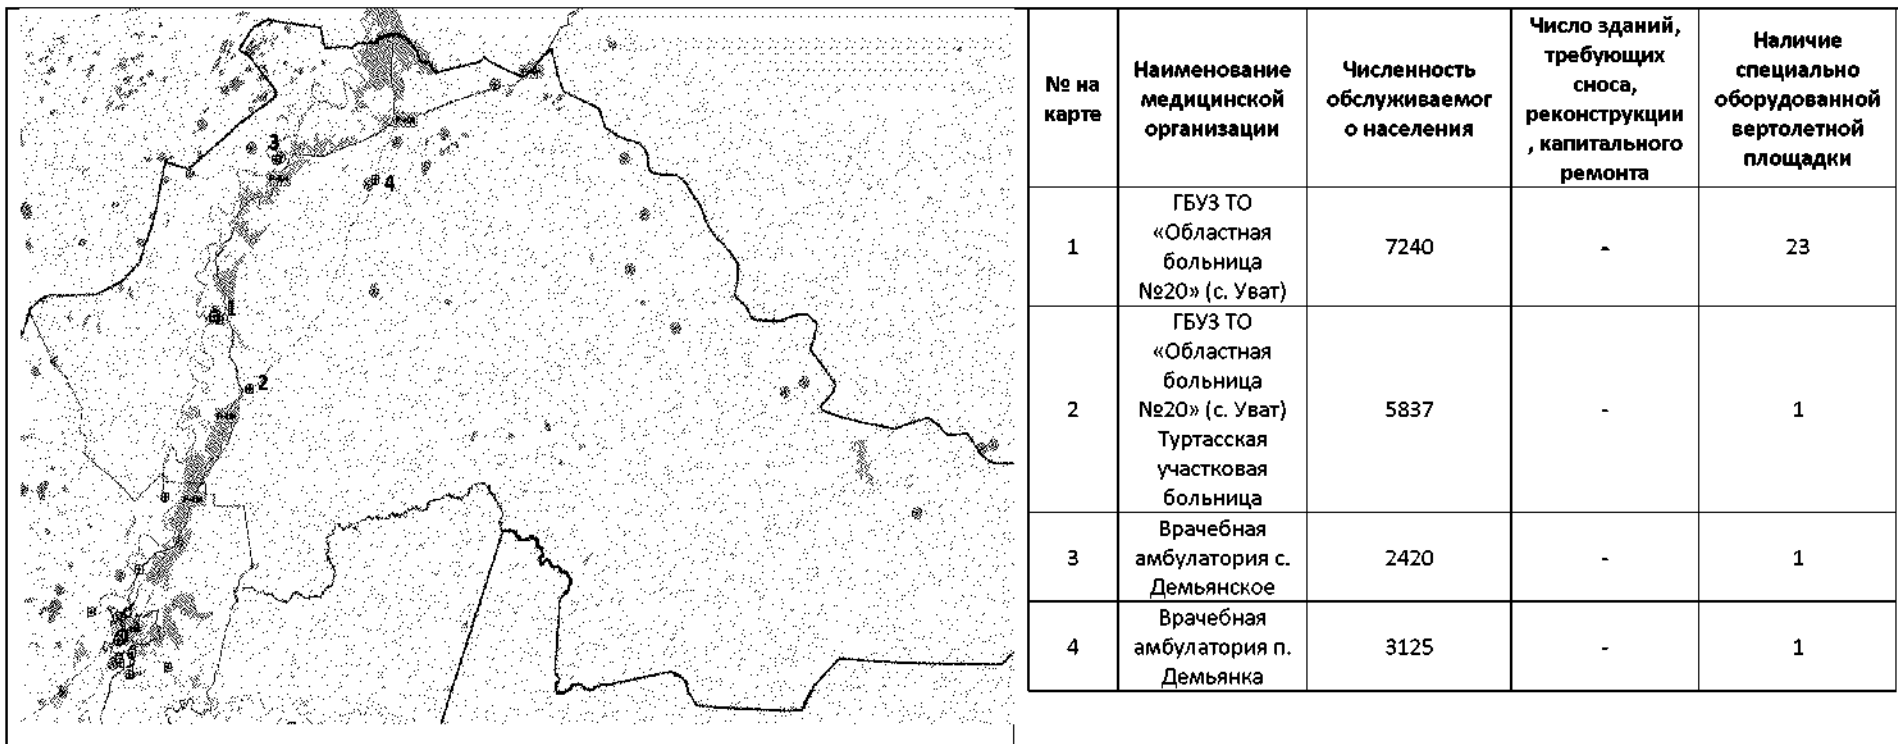 3
4
1
2
№ на
карте
Наименование
медицинской
организации
Численность
обслуживаемог
о населения
Число зданий,
требующих
сноса,
реконструкции
, капитального
ремонта
Наличие
специально
оборудованной
вертолетной
площадки
1
ГБУЗ ТО
«Областная
больница
№20» (с. Уват)
7240
-
23
2
ГБУЗ ТО
«Областная
больница
№20» (с. Уват)
Туртасская
участковая
больница
5837
-
1
3
Врачебная
амбулатория с.
Демьянское
2420
-
1
4
Врачебная
амбулатория п.
Демьянка
3125
-
1